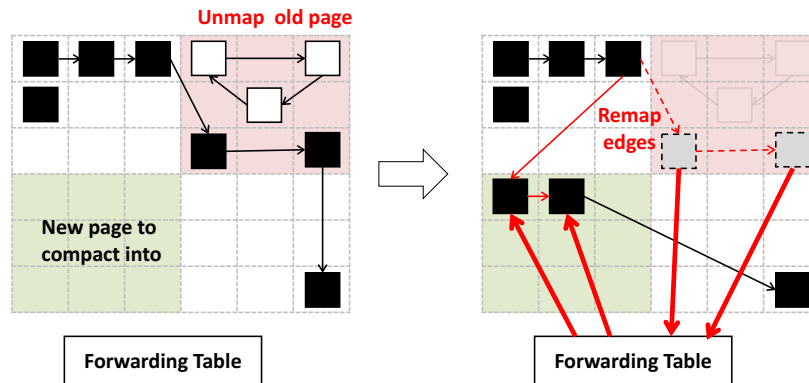 Unmap old page
Remap
edges
New page to
compact into
Forwarding Table
Forwarding Table